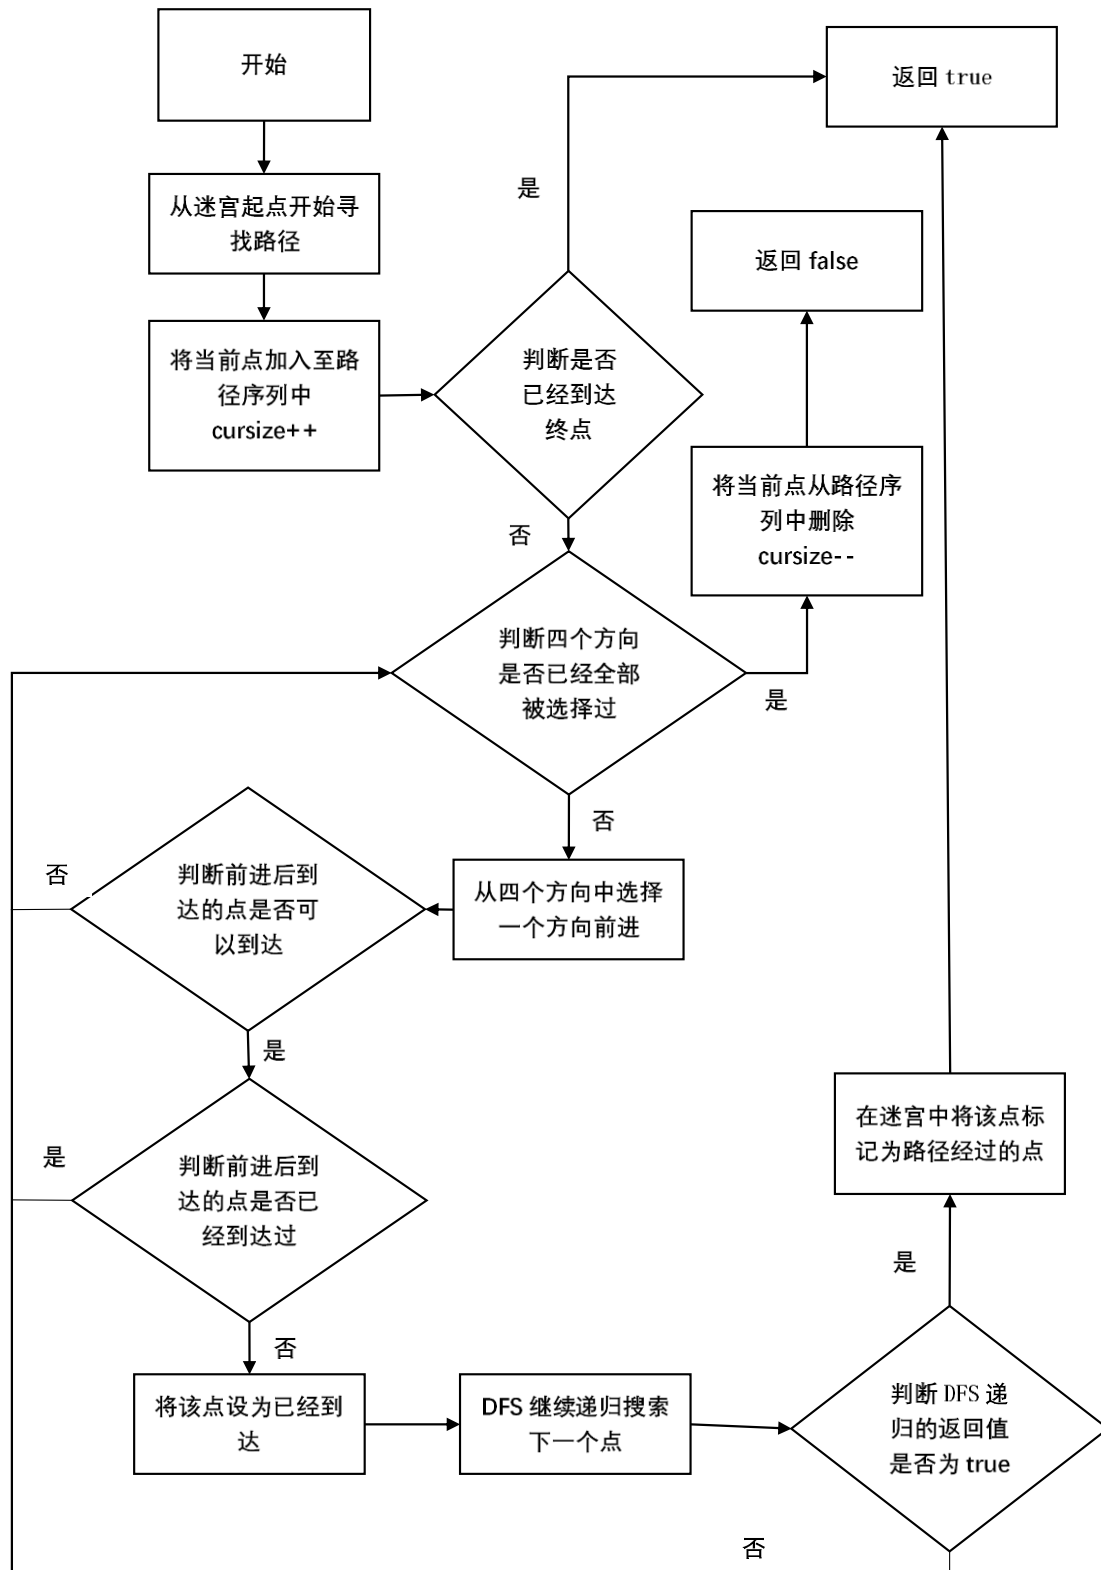 开始
从迷宫起点开始寻
找路径
将当前点加入至路
径序列中
cursize++
判断是否
已经到达
终点
是
返回 true
否
判断四个方向
是否已经全部
被选择过
是
将当前点从路径序
列中删除
cursize--
返回 false
否
从四个方向中选择
一个方向前进
判断前进后到
达的点是否可
以到达
否
是
判断前进后到
达的点是否已
经到达过
是
否
将该点设为已经到
达
DFS 继续递归搜索
下一个点
判断 DFS 递
归的返回值
是否为 true
是
在迷宫中将该点标
记为路径经过的点
否